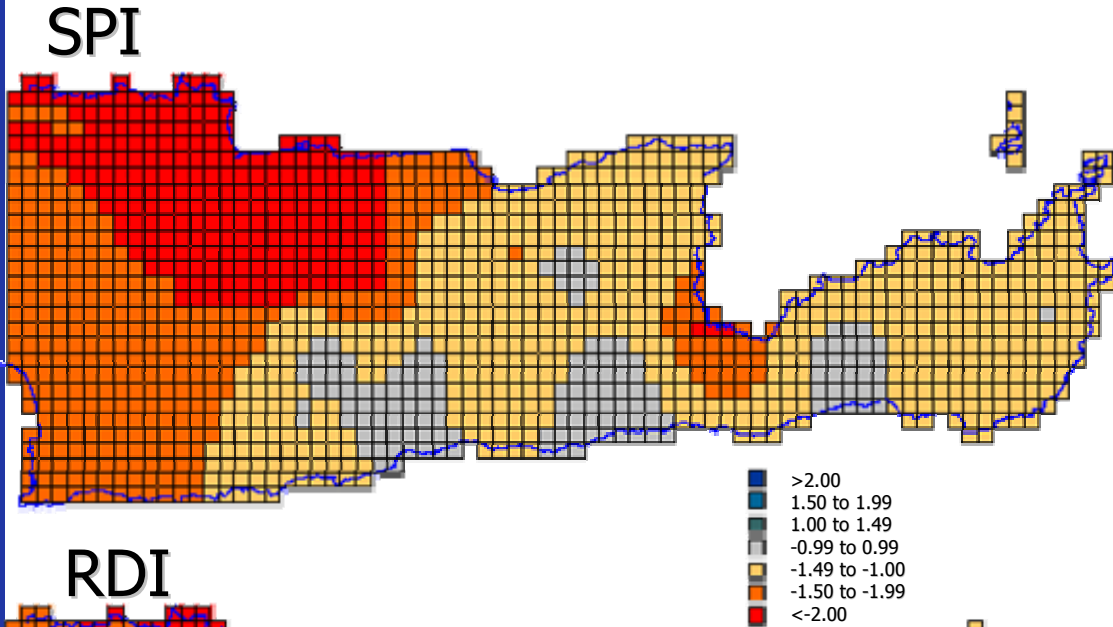 SPI
>2.00
1.50 to 1.99
1.00 to 1.49
-0.99 to 0.99
-1.49 to -1.00
-1.50 to -1.99
<-2.00
RDI